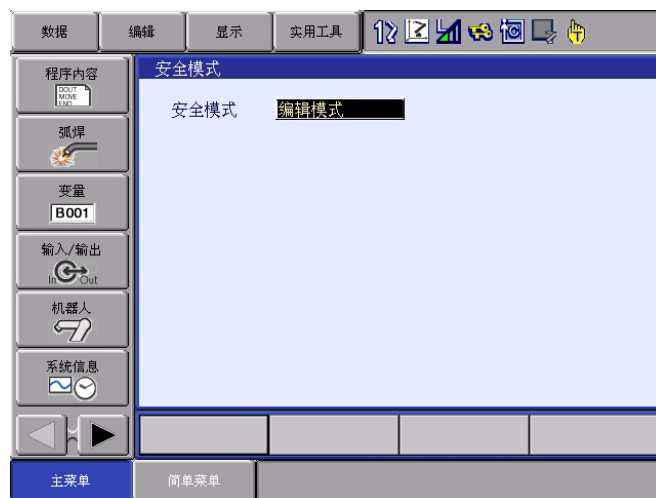 数据
编辑
显示
实用工具
程序内容
DOUT
MOVE
END
弧焊
变量
B001
输入/输出
In Out
机器人
系统信息
安全模式
安全模式 编辑模式
主菜单
简单菜单